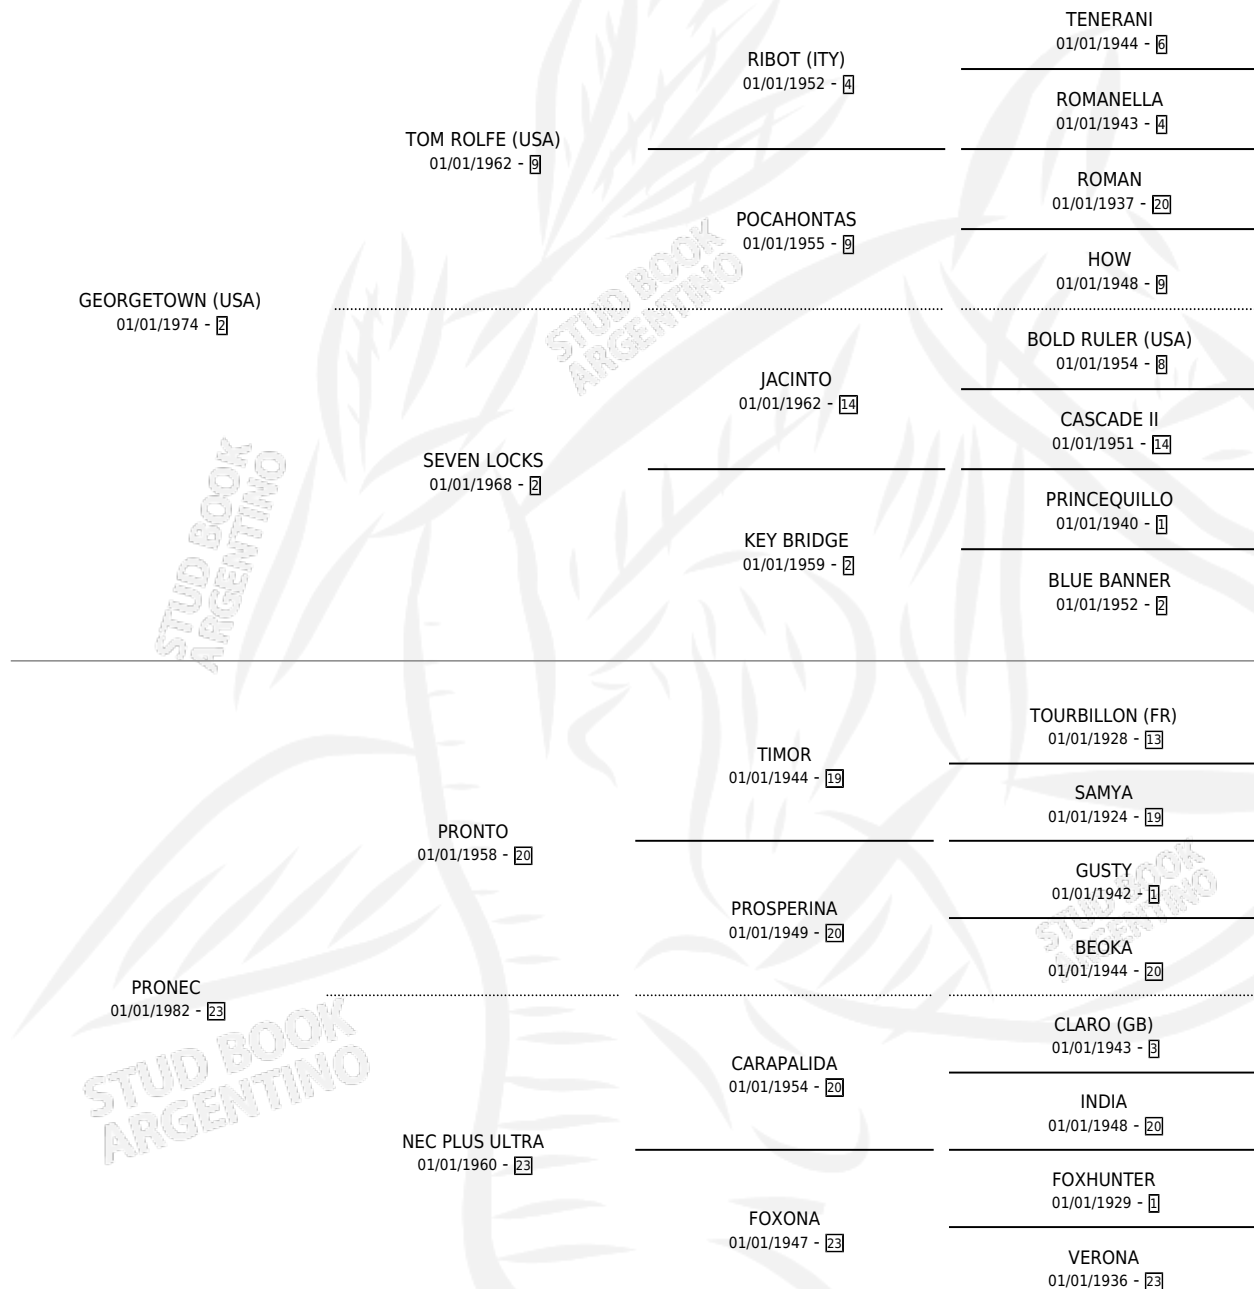 TENERANI
01/01/1944 - 6
RIBOT (ITY)
01/01/1952 - 4
ROMANELLA
01/01/1943 - 4
TOM ROLFE (USA)
01/01/1962 - 9
ROMAN
01/01/1937 - 20
POCAHONTAS
01/01/1955 - 9
HOW
01/01/1948 - 9
GEORGETOWN (USA)
01/01/1974 - 2
STUD BOOK
ARGENTINO
BOLD RULER (USA)
01/01/1954 - 8
JACINTO
01/01/1962 - 14
CASCADE II
01/01/1951 - 14
SEVEN LOCKS
01/01/1968 - 2
PRINCEQUILLO
01/01/1940 - 1
KEY BRIDGE
01/01/1959 - 2
BLUE BANNER
01/01/1952 - 2
STUD BOOK
ARGENTINO
TOURBILLON (FR)
01/01/1928 - 13
TIMOR
01/01/1944 - 19
SAMYA
01/01/1924 - 19
PRONTO
01/01/1958 - 20
GUSTY
01/01/1942 - 1
PROSPERINA
01/01/1949 - 20
STUD BOOK
ARGENTINO
BEOKA
01/01/1944 - 20
PRONEC
01/01/1982 - 23
STUD BOOK
ARGENTINO
CLARO (GB)
01/01/1943 - 3
CARAPALIDA
01/01/1954 - 20
INDIA
01/01/1948 - 20
NEC PLUS ULTRA
01/01/1960 - 23
FOXHUNTER
01/01/1929 - 1
FOXONA
01/01/1947 - 23
VERONA
01/01/1936 - 23